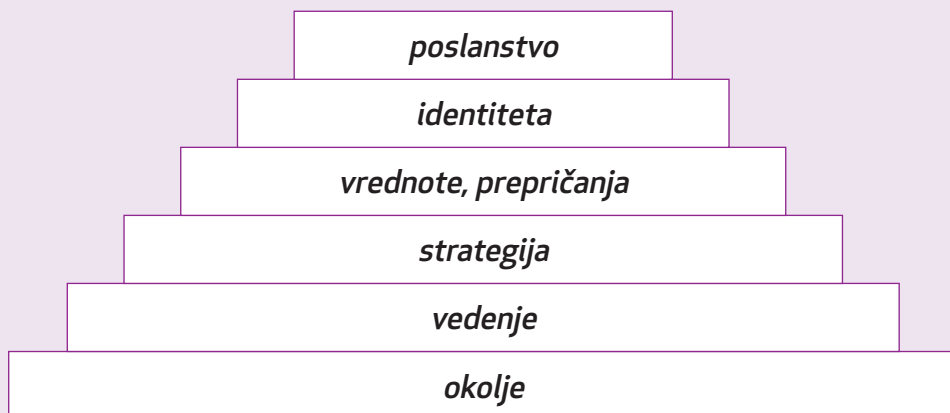 poslanstvo
identiteta
vrednote, prepričanja
strategija
vedenje
okolje